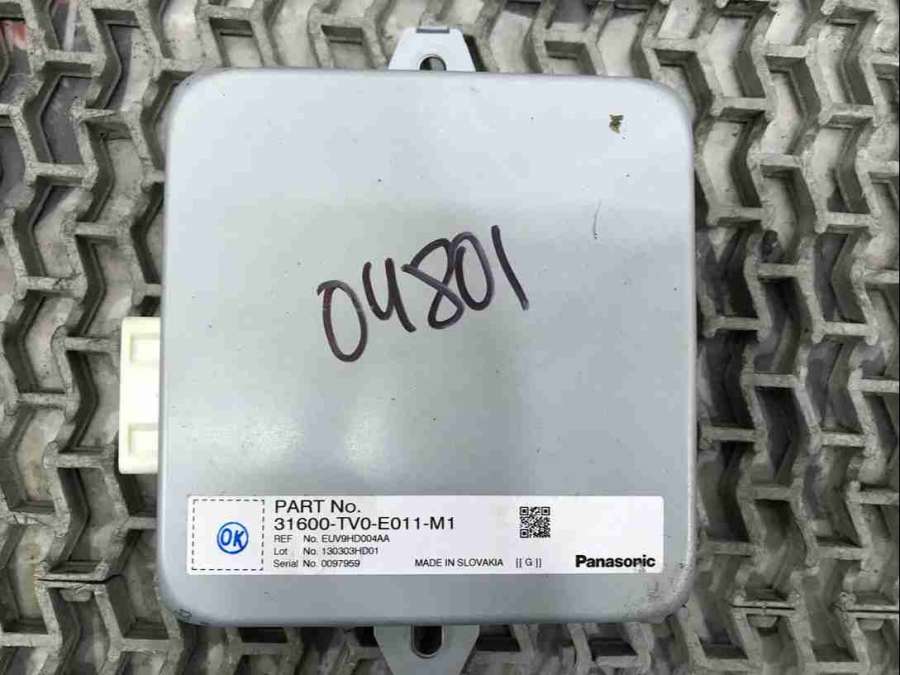 04801
OK
PART No.
31600-TV0-E011-M1
REF No. EUV9HD004AA
Lot No. 130303HD01
Serial No. 0097959 MADE IN SLOVAKIA || G || Panasonic